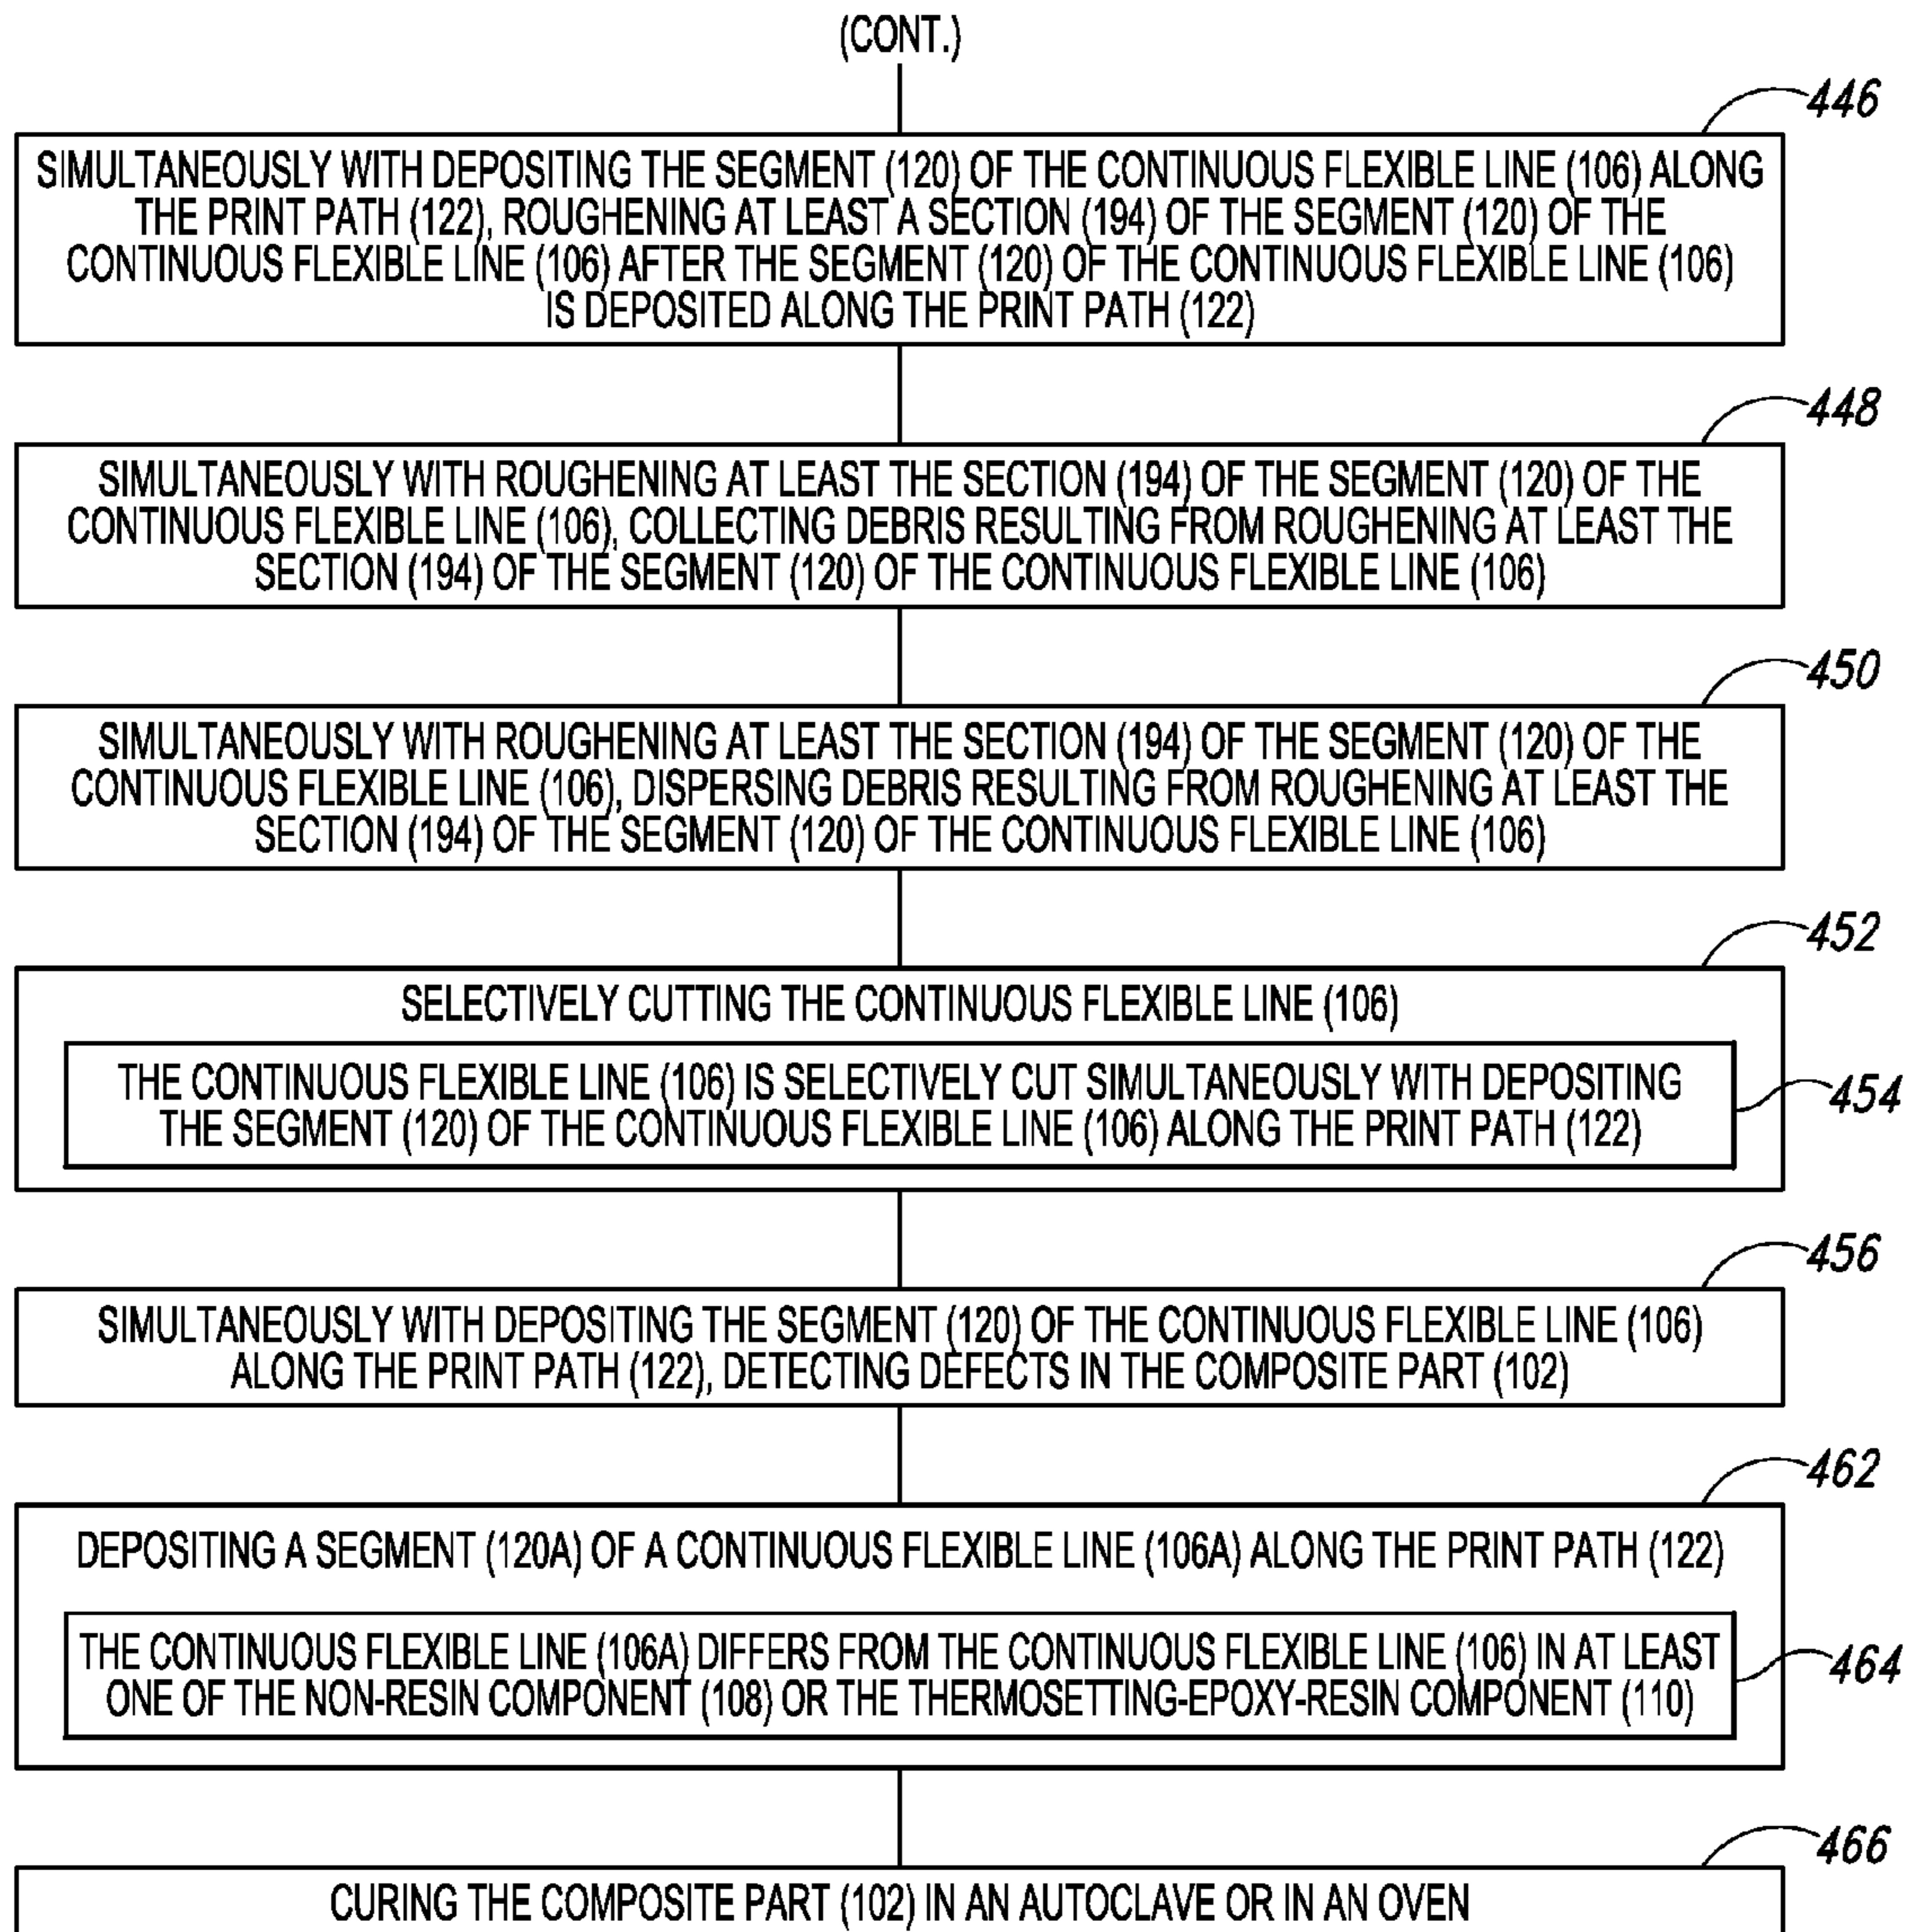 (CONT.)
446
SIMULTANEOUSLY WITH DEPOSITING THE SEGMENT (120) OF THE CONTINUOUS FLEXIBLE LINE (106) ALONG
THE PRINT PATH (122), ROUGHENING AT LEAST A SECTION (194) OF THE SEGMENT (120) OF THE
CONTINUOUS FLEXIBLE LINE (106) AFTER THE SEGMENT (120) OF THE CONTINUOUS FLEXIBLE LINE (106)
IS DEPOSITED ALONG THE PRINT PATH (122)
448
SIMULTANEOUSLY WITH ROUGHENING AT LEAST THE SECTION (194) OF THE SEGMENT (120) OF THE
CONTINUOUS FLEXIBLE LINE (106), COLLECTING DEBRIS RESULTING FROM ROUGHENING AT LEAST THE
SECTION (194) OF THE SEGMENT (120) OF THE CONTINUOUS FLEXIBLE LINE (106)
450
SIMULTANEOUSLY WITH ROUGHENING AT LEAST THE SECTION (194) OF THE SEGMENT (120) OF THE
CONTINUOUS FLEXIBLE LINE (106), DISPERSING DEBRIS RESULTING FROM ROUGHENING AT LEAST THE
SECTION (194) OF THE SEGMENT (120) OF THE CONTINUOUS FLEXIBLE LINE (106)
452
SELECTIVELY CUTTING THE CONTINUOUS FLEXIBLE LINE (106)
THE CONTINUOUS FLEXIBLE LINE (106) IS SELECTIVELY CUT SIMULTANEOUSLY WITH DEPOSITING
THE SEGMENT (120) OF THE CONTINUOUS FLEXIBLE LINE (106) ALONG THE PRINT PATH (122)
454
456
SIMULTANEOUSLY WITH DEPOSITING THE SEGMENT (120) OF THE CONTINUOUS FLEXIBLE LINE (106)
ALONG THE PRINT PATH (122), DETECTING DEFECTS IN THE COMPOSITE PART (102)
462
DEPOSITING A SEGMENT (120A) OF A CONTINUOUS FLEXIBLE LINE (106A) ALONG THE PRINT PATH (122)
THE CONTINUOUS FLEXIBLE LINE (106A) DIFFERS FROM THE CONTINUOUS FLEXIBLE LINE (106) IN AT LEAST
ONE OF THE NON-RESIN COMPONENT (108) OR THE THERMOSETTING-EPOXY-RESIN COMPONENT (110)
464
466
CURING THE COMPOSITE PART (102) IN AN AUTOCLAVE OR IN AN OVEN